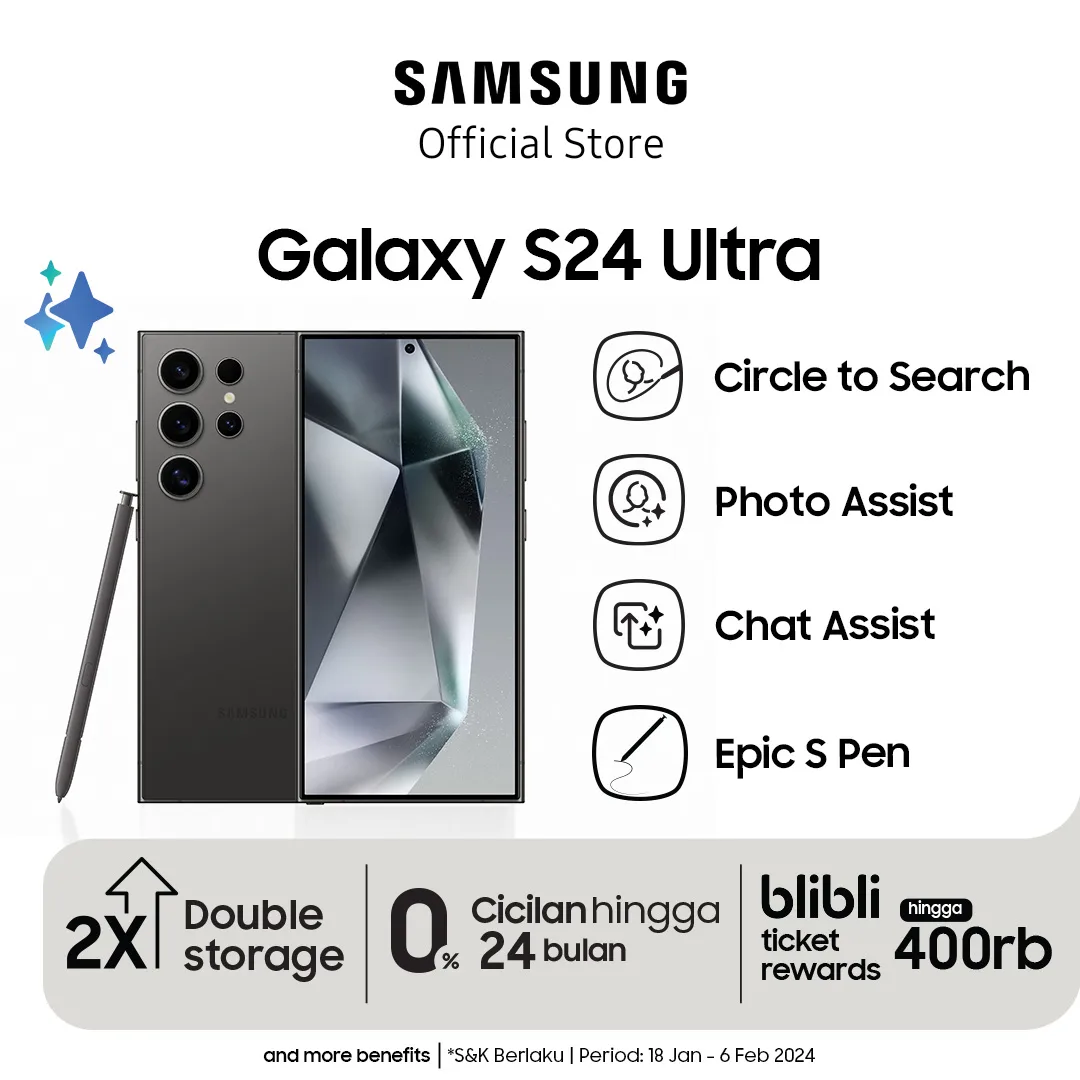 SAMSUNG
Official Store
Galaxy S24 Ultra
Circle to Search
Photo Assist
Chat Assist
Epic S Pen
SAMSUNG
2X Double
storage
0% Cicilan hingga
24 bulan
blibli
ticket
rewards
hingga
400rb
and more benefits | *S&K Berlaku | Period: 18 Jan - 6 Feb 2024